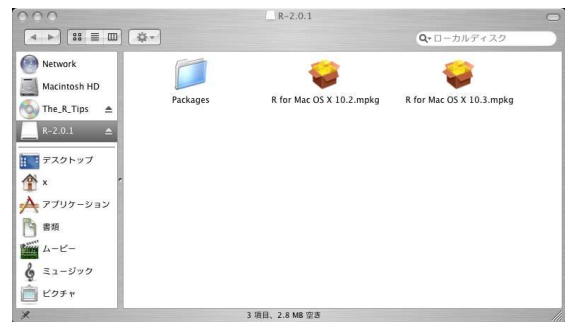 R-2.0.1
ローカルディスク
Network
Macintosh HD
The_R_Tips
R-2.0.1
デスクトップ
x
アプリケーション
書類
ムービー
ミュージック
ピクチャ
Packages
R for Mac OS X 10.2.mpkg
R for Mac OS X 10.3.mpkg
3 項目、2.8 MB 空き